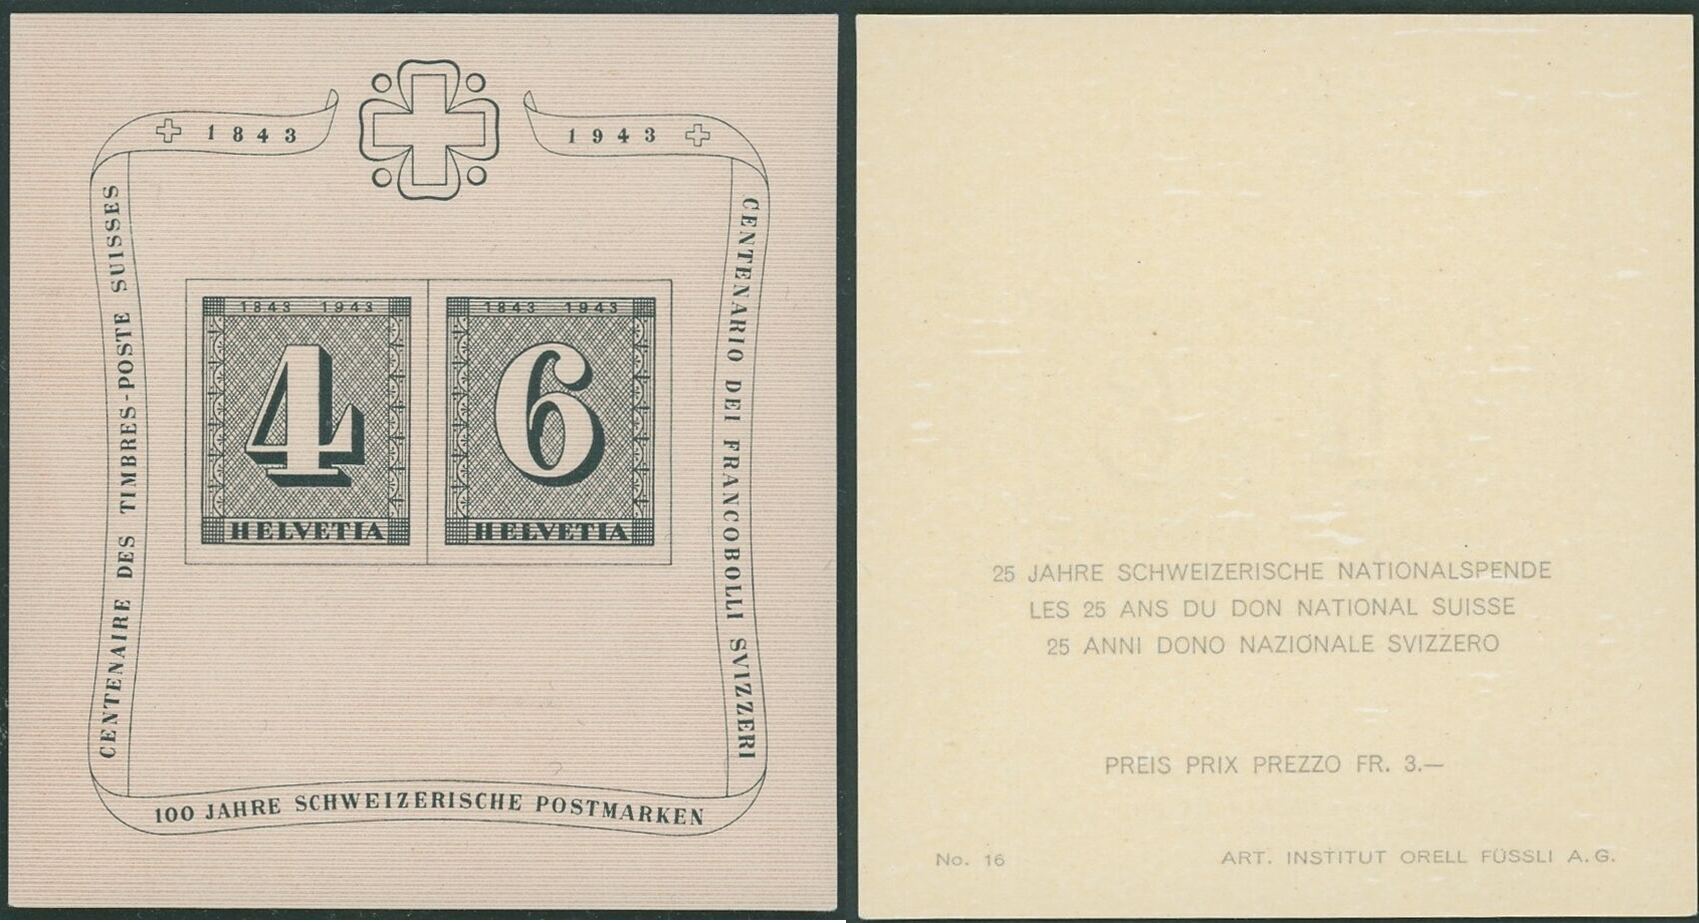 1843
1943
CENTENAIRE DES TIMBRES-POSTE SUISSES
CENTENARIO DEI FRANCOBOLLI SVIZZERI
1843 1943
4
HELVETIA
1843 1943
6
HELVETIA
100 JAHRE SCHWEIZERISCHE POSTMARKEN
25 JAHRE SCHWEIZERISCHE NATIONALSPENDE
LES 25 ANS DU DON NATIONAL SUISSE
25 ANNI DONO NAZIONALE SVIZZERO
PREIS PRIX PREZZO FR. 3.—
No. 16
ART. INSTITUT ORELL FÜSSLI A.G.